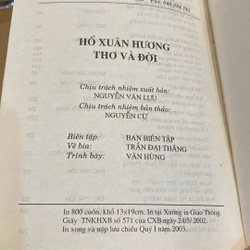 HỒ XUÂN HƯƠNG
THƠ VÀ ĐỜI
Chịu trách nhiệm xuất bản:
NGUYỄN VĂN LƯU
Chịu trách nhiệm bản thảo:
NGUYỄN CỪ
Biên tập: BAN BIÊN TẬP
Vẽ bìa: TRẦN ĐẠI THẮNG
Trình bày: VĂN HÙNG
In 800 cuốn, khổ 13x19cm. In tại Xưởng in Giao Thông.
Giấy TNKHXB số 571 của CXB ngày 24/5/2002.
In xong và nộp lưu chiểu Quý I năm 2003.